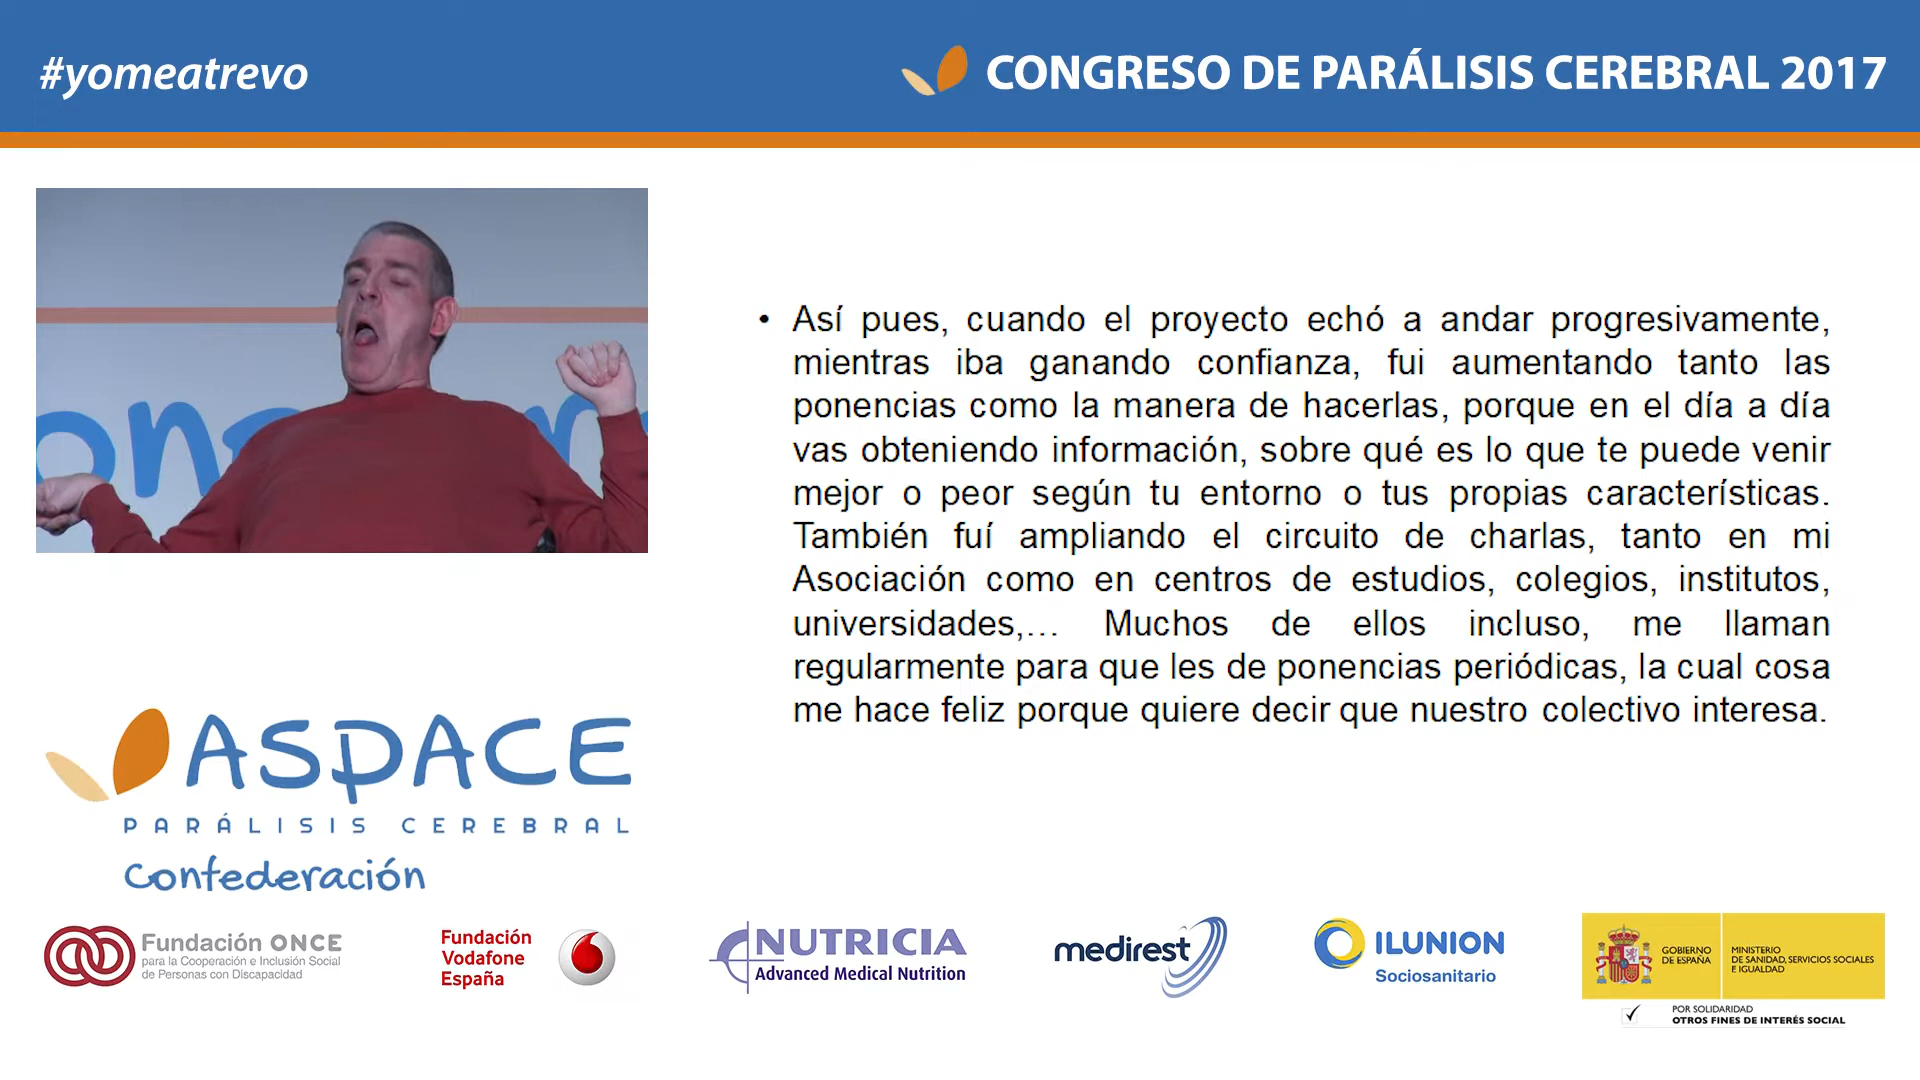 #yomeatrevo
CONGRESO DE PARÁLISIS CEREBRAL 2017
• Así pues, cuando el proyecto echó a andar progresivamente,
mientras iba ganando confianza, fui aumentando tanto las
ponencias como la manera de hacerlas, porque en el día a día
vas obteniendo información, sobre qué es lo que te puede venir
mejor o peor según tu entorno o tus propias características.
También fuí ampliando el circuito de charlas, tanto en mi
Asociación como en centros de estudios, colegios, institutos,
universidades,... Muchos de ellos incluso, me llaman
regularmente para que les de ponencias periódicas, la cual cosa
me hace feliz porque quiere decir que nuestro colectivo interesa.
ASPACE
PARÁLISIS CEREBRAL
Confederación
Fundación ONCE
para la Cooperación e Inclusión Social
de Personas con Discapacidad
Fundación
Vodafone
España
NUTRICIA
Advanced Medical Nutrition
medirest
ILUNION
Sociosanitario
GOBIERNO
DE ESPAÑA
MINISTERIO
DE SANIDAD, SERVICIOS SOCIALES
E IGUALDAD
POR SOLIDARIDAD
OTROS FINES DE INTERÉS SOCIAL